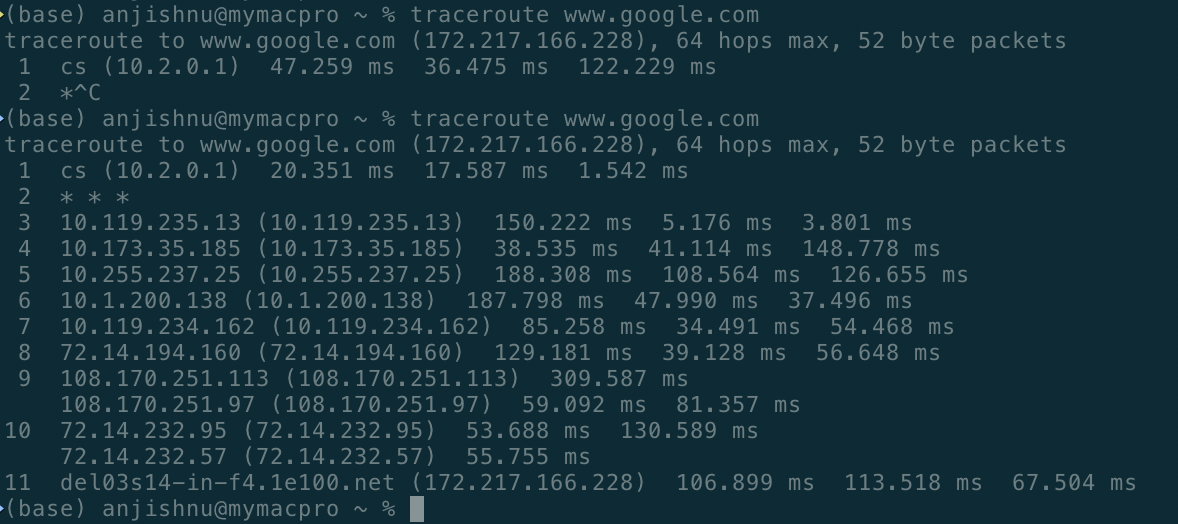 (base) anjishnu@mymacpro ~ % traceroute www.google.com
traceroute to www.google.com (172.217.166.228), 64 hops max, 52 byte packets
 1  cs (10.2.0.1)  47.259 ms  36.475 ms  122.229 ms
 2  *^C
(base) anjishnu@mymacpro ~ % traceroute www.google.com
traceroute to www.google.com (172.217.166.228), 64 hops max, 52 byte packets
 1  cs (10.2.0.1)  20.351 ms  17.587 ms  1.542 ms
 2  * * *
 3  10.119.235.13 (10.119.235.13)  150.222 ms  5.176 ms  3.801 ms
 4  10.173.35.185 (10.173.35.185)  38.535 ms  41.114 ms  148.778 ms
 5  10.255.237.25 (10.255.237.25)  188.308 ms  108.564 ms  126.655 ms
 6  10.1.200.138 (10.1.200.138)  187.798 ms  47.990 ms  37.496 ms
 7  10.119.234.162 (10.119.234.162)  85.258 ms  34.491 ms  54.468 ms
 8  72.14.194.160 (72.14.194.160)  129.181 ms  39.128 ms  56.648 ms
 9  108.170.251.113 (108.170.251.113)  309.587 ms
    108.170.251.97 (108.170.251.97)  59.092 ms  81.357 ms
10  72.14.232.95 (72.14.232.95)  53.688 ms  130.589 ms
    72.14.232.57 (72.14.232.57)  55.755 ms
11  del03s14-in-f4.1e100.net (172.217.166.228)  106.899 ms  113.518 ms  67.504 ms
(base) anjishnu@mymacpro ~ %